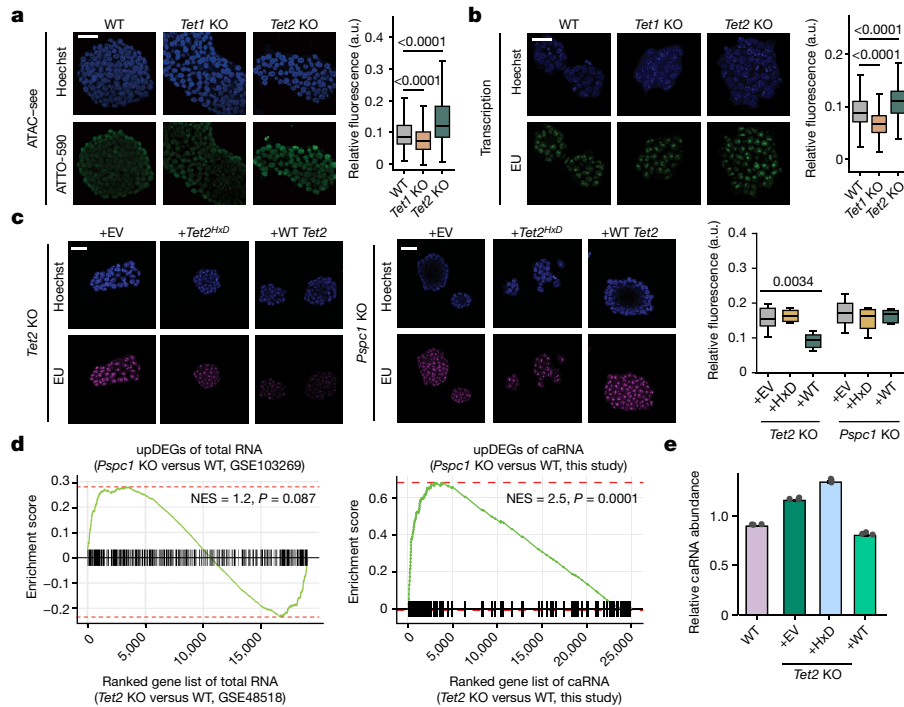 a
WT
Tet1 KO
Tet2 KO
ATAC–see
Hoechst
ATTO-590
Relative fluorescence (a.u.)
0.4
0.3
0.2
0.1
0
<0.0001
<0.0001
WT
Tet1 KO
Tet2 KO
b
WT
Tet1 KO
Tet2 KO
Transcription
Hoechst
EU
Relative fluorescence (a.u.)
0.2
0.1
0
<0.0001
<0.0001
WT
Tet1 KO
Tet2 KO
c
+EV
+Tet2HxD
+WT Tet2
Tet2 KO
Hoechst
EU
+EV
+Tet2HxD
+WT Tet2
Pspc1 KO
Hoechst
EU
Relative fluorescence (a.u.)
0.4
0.3
0.2
0.1
0
0.0034
+EV
+HxD
+WT
+EV
+HxD
+WT
Tet2 KO
Pspc1 KO
d
upDEGs of total RNA
(Pspc1 KO versus WT, GSE103269)
NES = 1.2, P = 0.087
Enrichment score
0.3
0.2
0.1
0
−0.1
−0.2
0
5,000
10,000
15,000
Ranked gene list of total RNA
(Tet2 KO versus WT, GSE48518)
upDEGs of caRNA
(Pspc1 KO versus WT, this study)
NES = 2.5, P = 0.0001
Enrichment score
0.6
0.4
0.2
0
0
5,000
10,000
15,000
20,000
25,000
Ranked gene list of caRNA
(Tet2 KO versus WT, this study)
e
Relative caRNA abundance
1.0
0.5
0
WT
+EV
+HxD
+WT
Tet2 KO